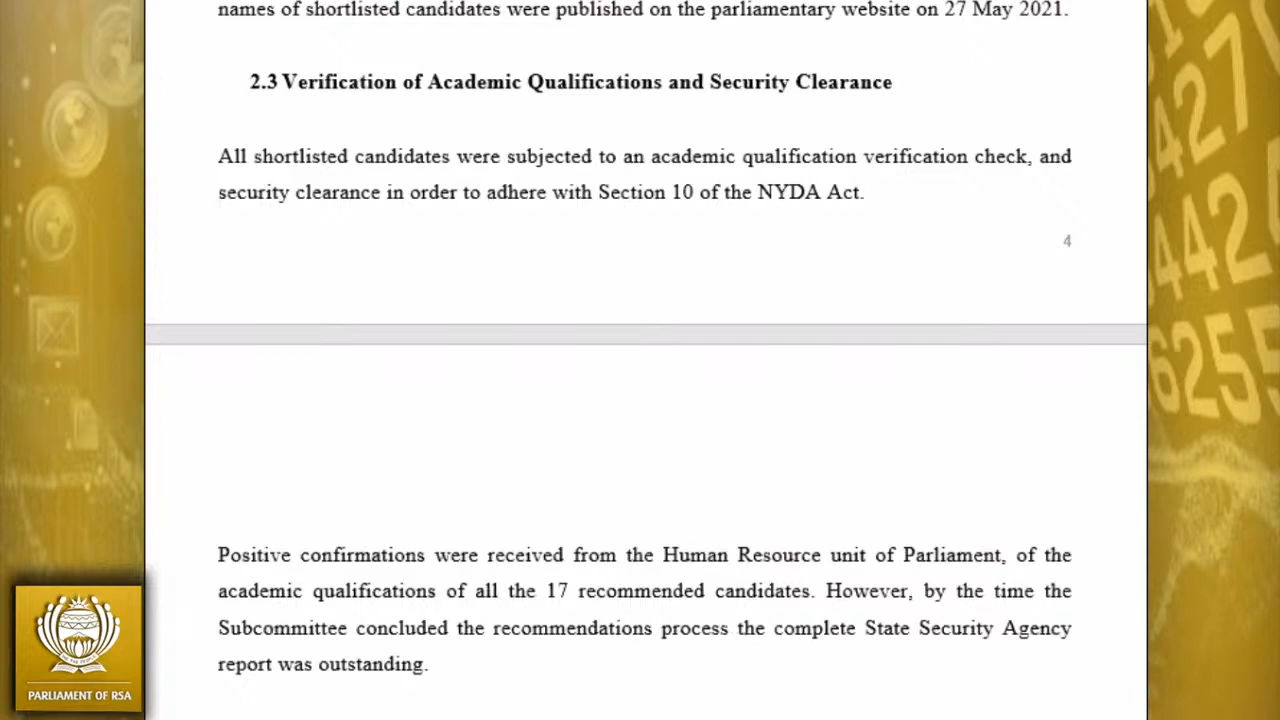 names of shortlisted candidates were published on the parliamentary website on 27 May 2021.
2.3 Verification of Academic Qualifications and Security Clearance
All shortlisted candidates were subjected to an academic qualification verification check, and
security clearance in order to adhere with Section 10 of the NYDA Act.
4
Positive confirmations were received from the Human Resource unit of Parliament, of the
academic qualifications of all the 17 recommended candidates. However, by the time the
Subcommittee concluded the recommendations process the complete State Security Agency
report was outstanding.
PARLIAMENT OF RSA
427
442
6255